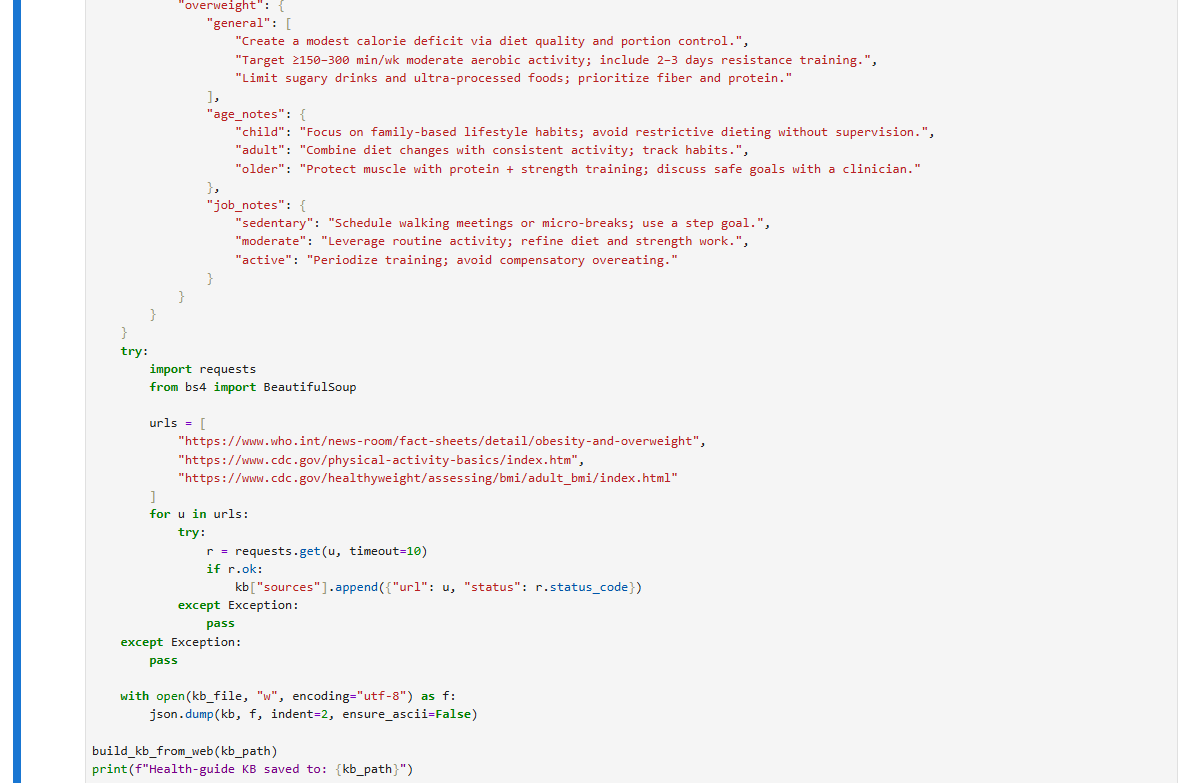 "overweight": {
"general": [
"Create a modest calorie deficit via diet quality and portion control.",
"Target ≥150–300 min/wk moderate aerobic activity; include 2–3 days resistance training.",
"Limit sugary drinks and ultra-processed foods; prioritize fiber and protein."
],
"age_notes": {
"child": "Focus on family-based lifestyle habits; avoid restrictive dieting without supervision.",
"adult": "Combine diet changes with consistent activity; track habits.",
"older": "Protect muscle with protein + strength training; discuss safe goals with a clinician."
},
"job_notes": {
"sedentary": "Schedule walking meetings or micro-breaks; use a step goal.",
"moderate": "Leverage routine activity; refine diet and strength work.",
"active": "Periodize training; avoid compensatory overeating."
}
}
}
}
try:
import requests
from bs4 import BeautifulSoup
urls = [
"https://www.who.int/news-room/fact-sheets/detail/obesity-and-overweight",
"https://www.cdc.gov/physical-activity-basics/index.htm",
"https://www.cdc.gov/healthyweight/assessing/bmi/adult_bmi/index.html"
]
for u in urls:
try:
r = requests.get(u, timeout=10)
if r.ok:
kb["sources"].append({"url": u, "status": r.status_code})
except Exception:
pass
except Exception:
pass
with open(kb_file, "w", encoding="utf-8") as f:
json.dump(kb, f, indent=2, ensure_ascii=False)
build_kb_from_web(kb_path)
print(f"Health-guide KB saved to: {kb_path}")